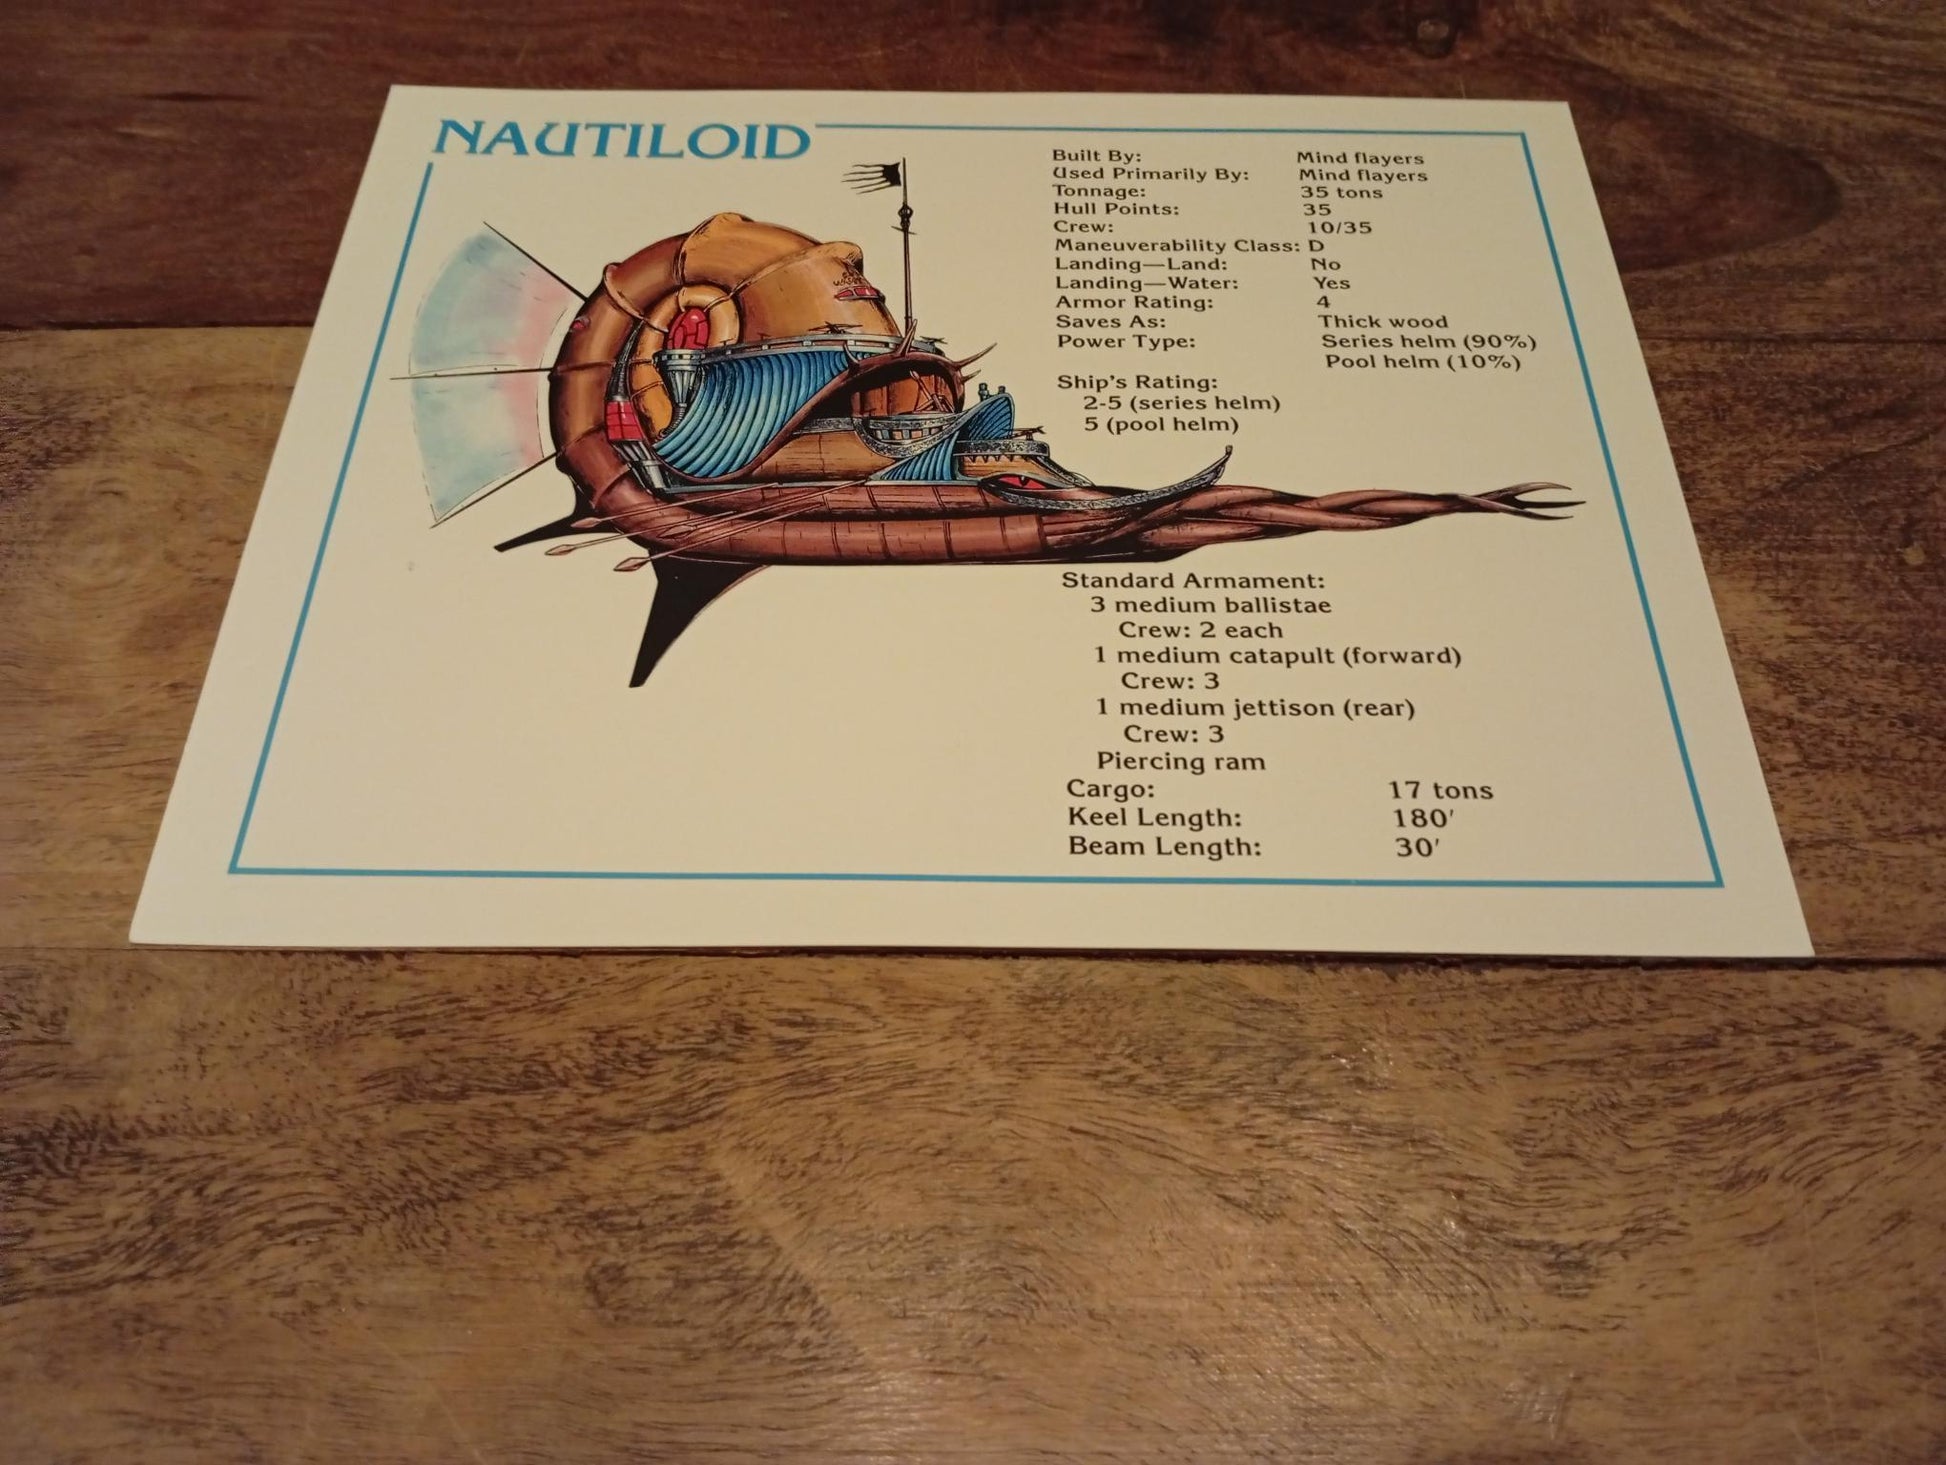 NAUTILOID
Built By: Mind flayers
Used Primarily By: Mind flayers
Tonnage: 35 tons
Hull Points: 35
Crew: 10/35
Maneuverability Class: D
Landing—Land: No
Landing—Water: Yes
Armor Rating: 4
Saves As: Thick wood
Power Type: Series helm (90%)
Pool helm (10%)
Ship's Rating:
2-5 (series helm)
5 (pool helm)
Standard Armament:
3 medium ballistae
Crew: 2 each
1 medium catapult (forward)
Crew: 3
1 medium jettison (rear)
Crew: 3
Piercing ram
Cargo: 17 tons
Keel Length: 180'
Beam Length: 30'